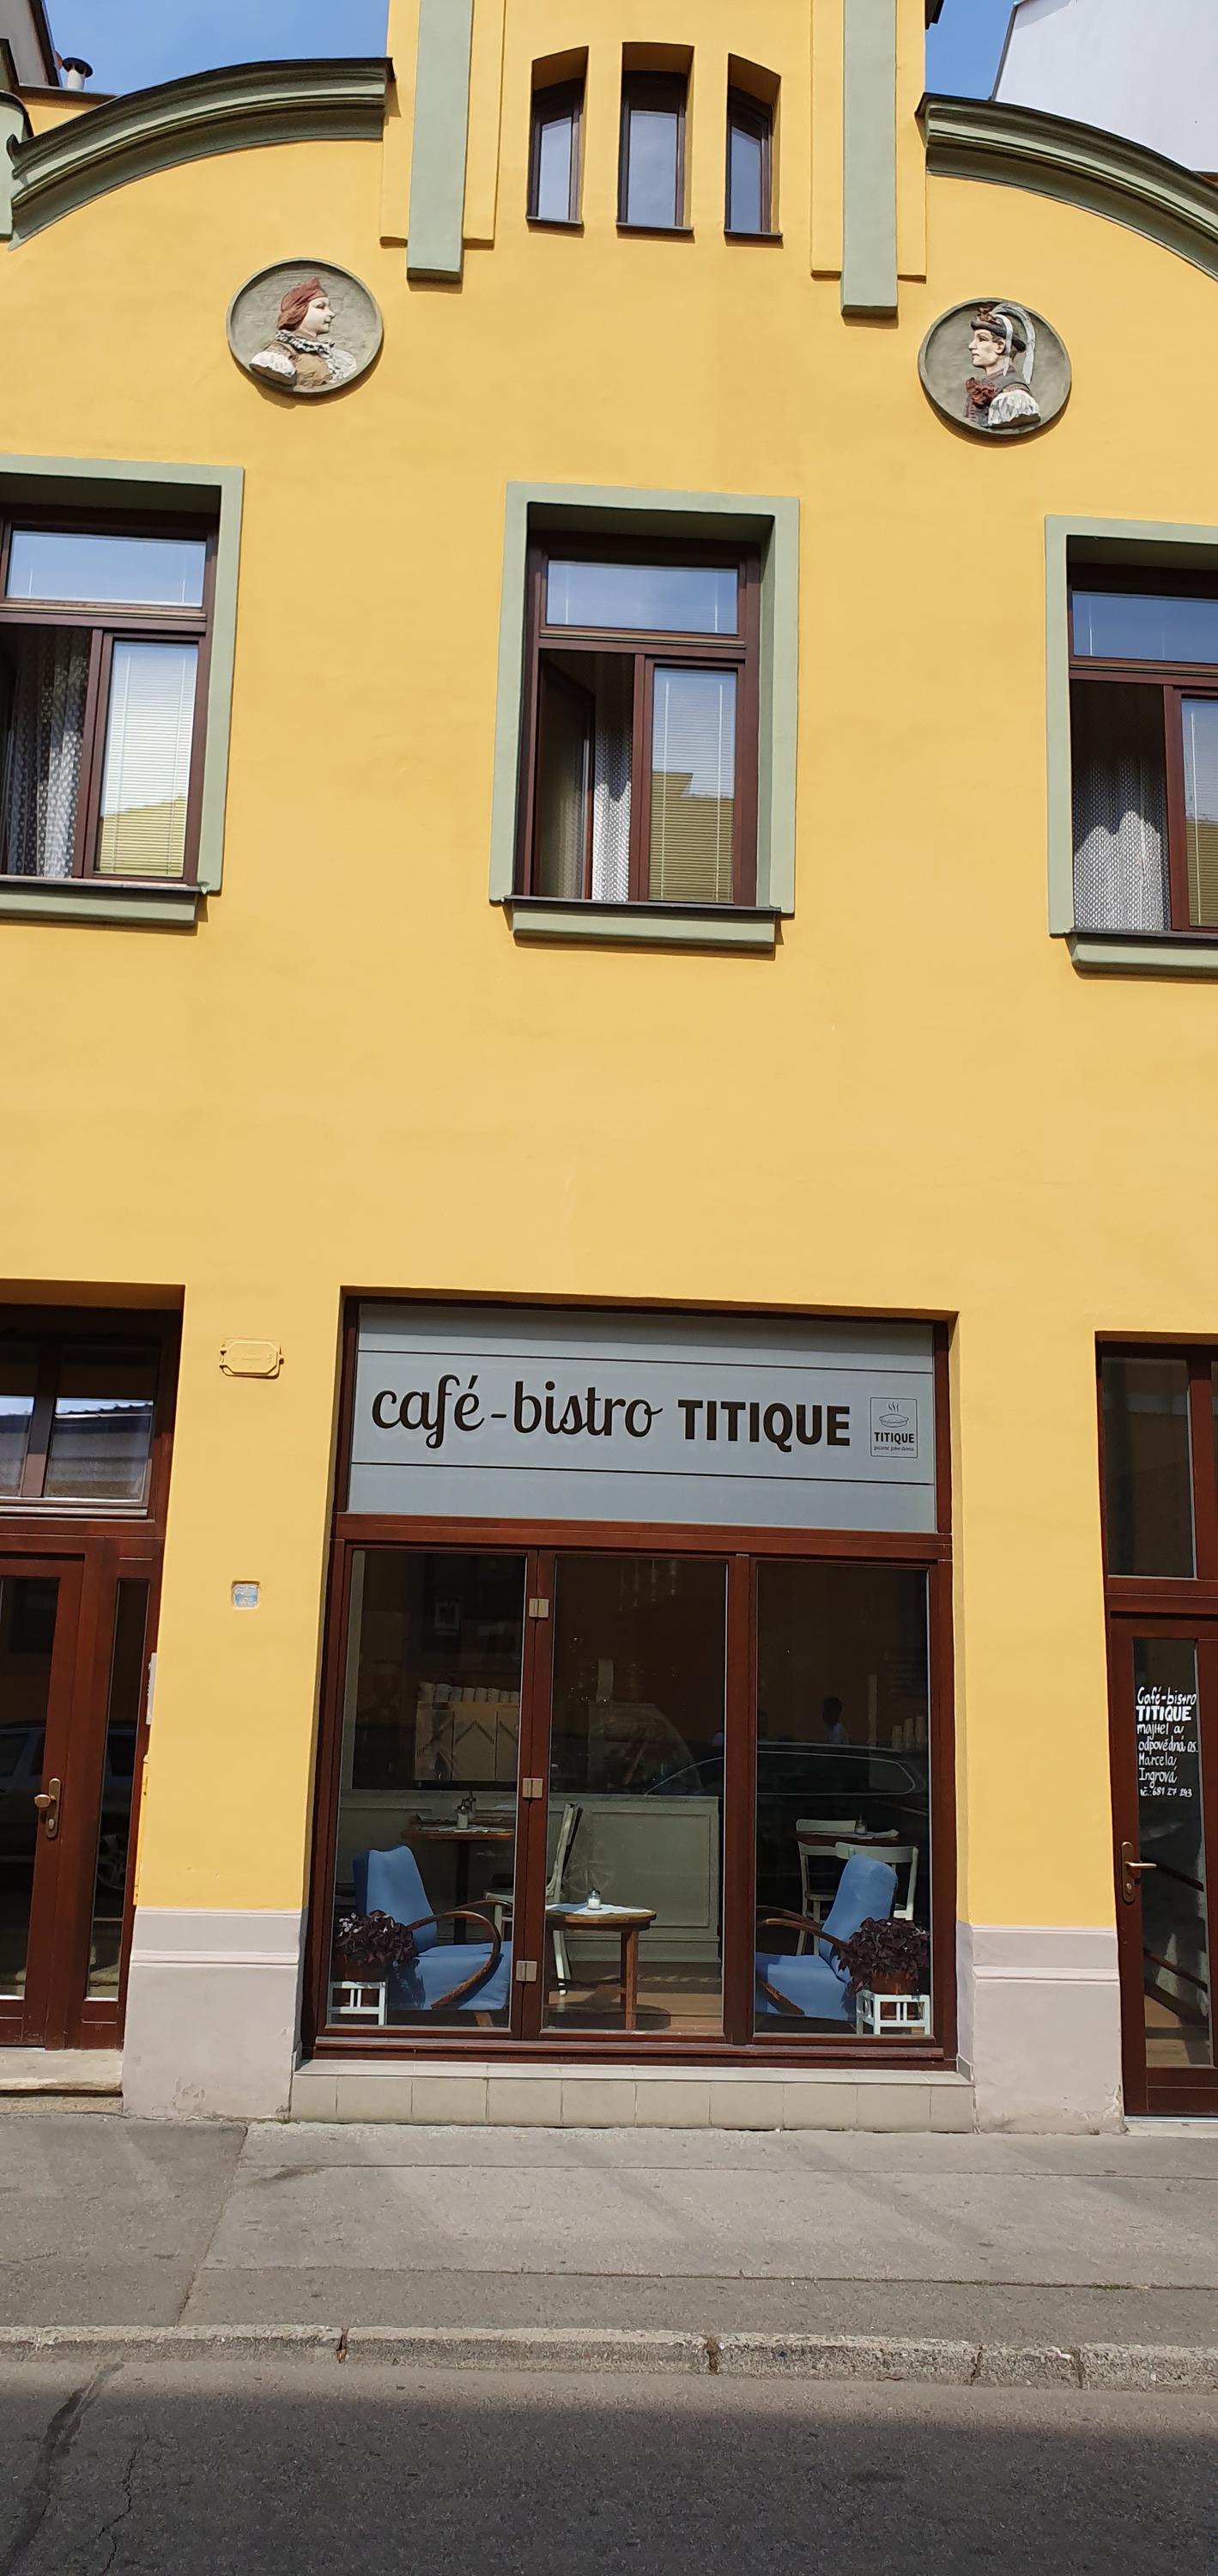 café-bistro TITIQUE
TITIQUE
Café-bistro
TITIQUE
majitel a
odpovědná os.
Marcela
Ingrová